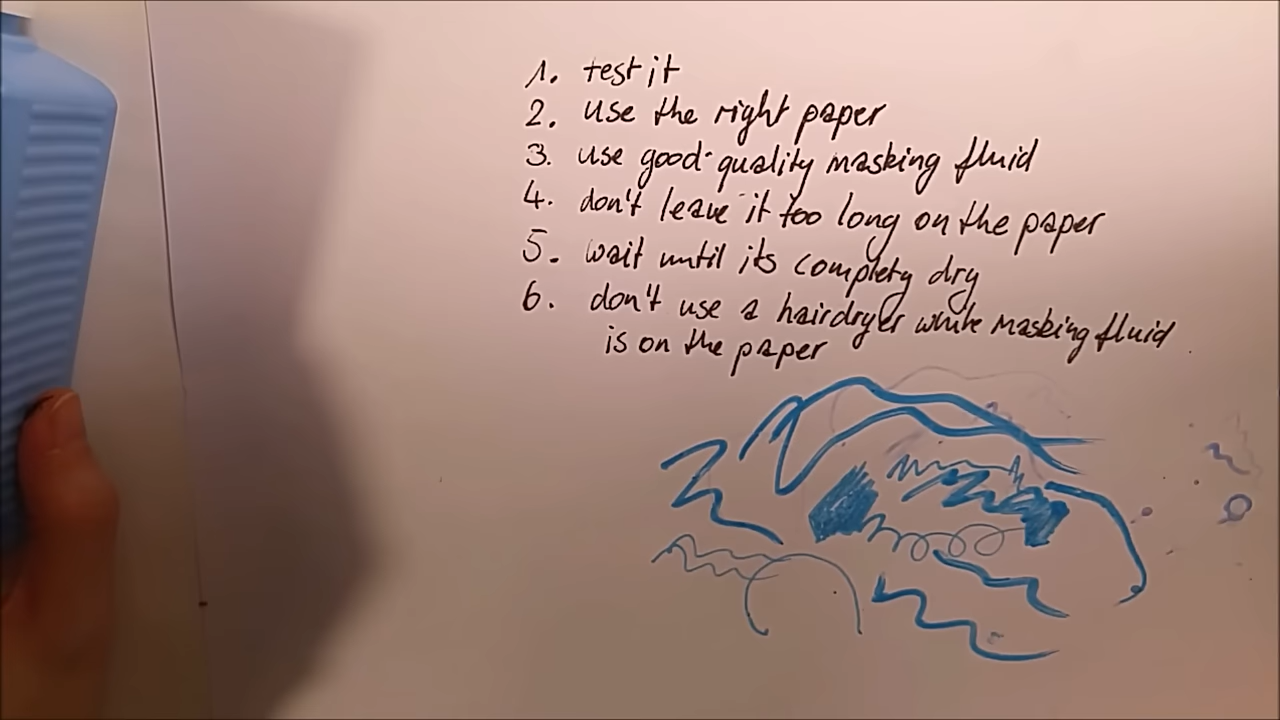 1. test it
2. use the right paper
3. use good quality masking fluid
4. don't leave it too long on the paper
5. wait until its complety dry
6. don't use a hairdryer while masking fluid
is on the paper